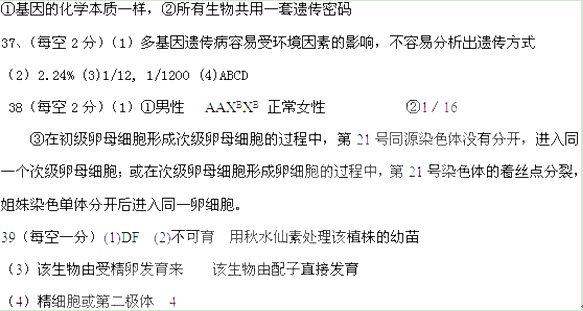 ①基因的化学本质一样，②所有生物共用一套遗传密码
37、（每空 2 分）（1）多基因遗传病容易受环境因素的影响，不容易分析出遗传方式
（2）2.24% (3)1/12, 1/1200 (4)ABCD
38（每空 2 分）（1）①男性 AAXᴮXᴮ 正常女性 ②1 / 16
③在初级卵母细胞形成次级卵母细胞的过程中，第 21 号同源染色体没有分开，进入同
一个次级卵母细胞；或在次级卵母细胞形成卵细胞的过程中，第 21 号染色体的着丝点分裂，
姐妹染色单体分开后进入同一卵细胞。
39（每空一分）(1)DF (2)不可育 用秋水仙素处理该植株的幼苗
（3）该生物由受精卵发育来 该生物由配子直接发育
（4）精细胞或第二极体 4